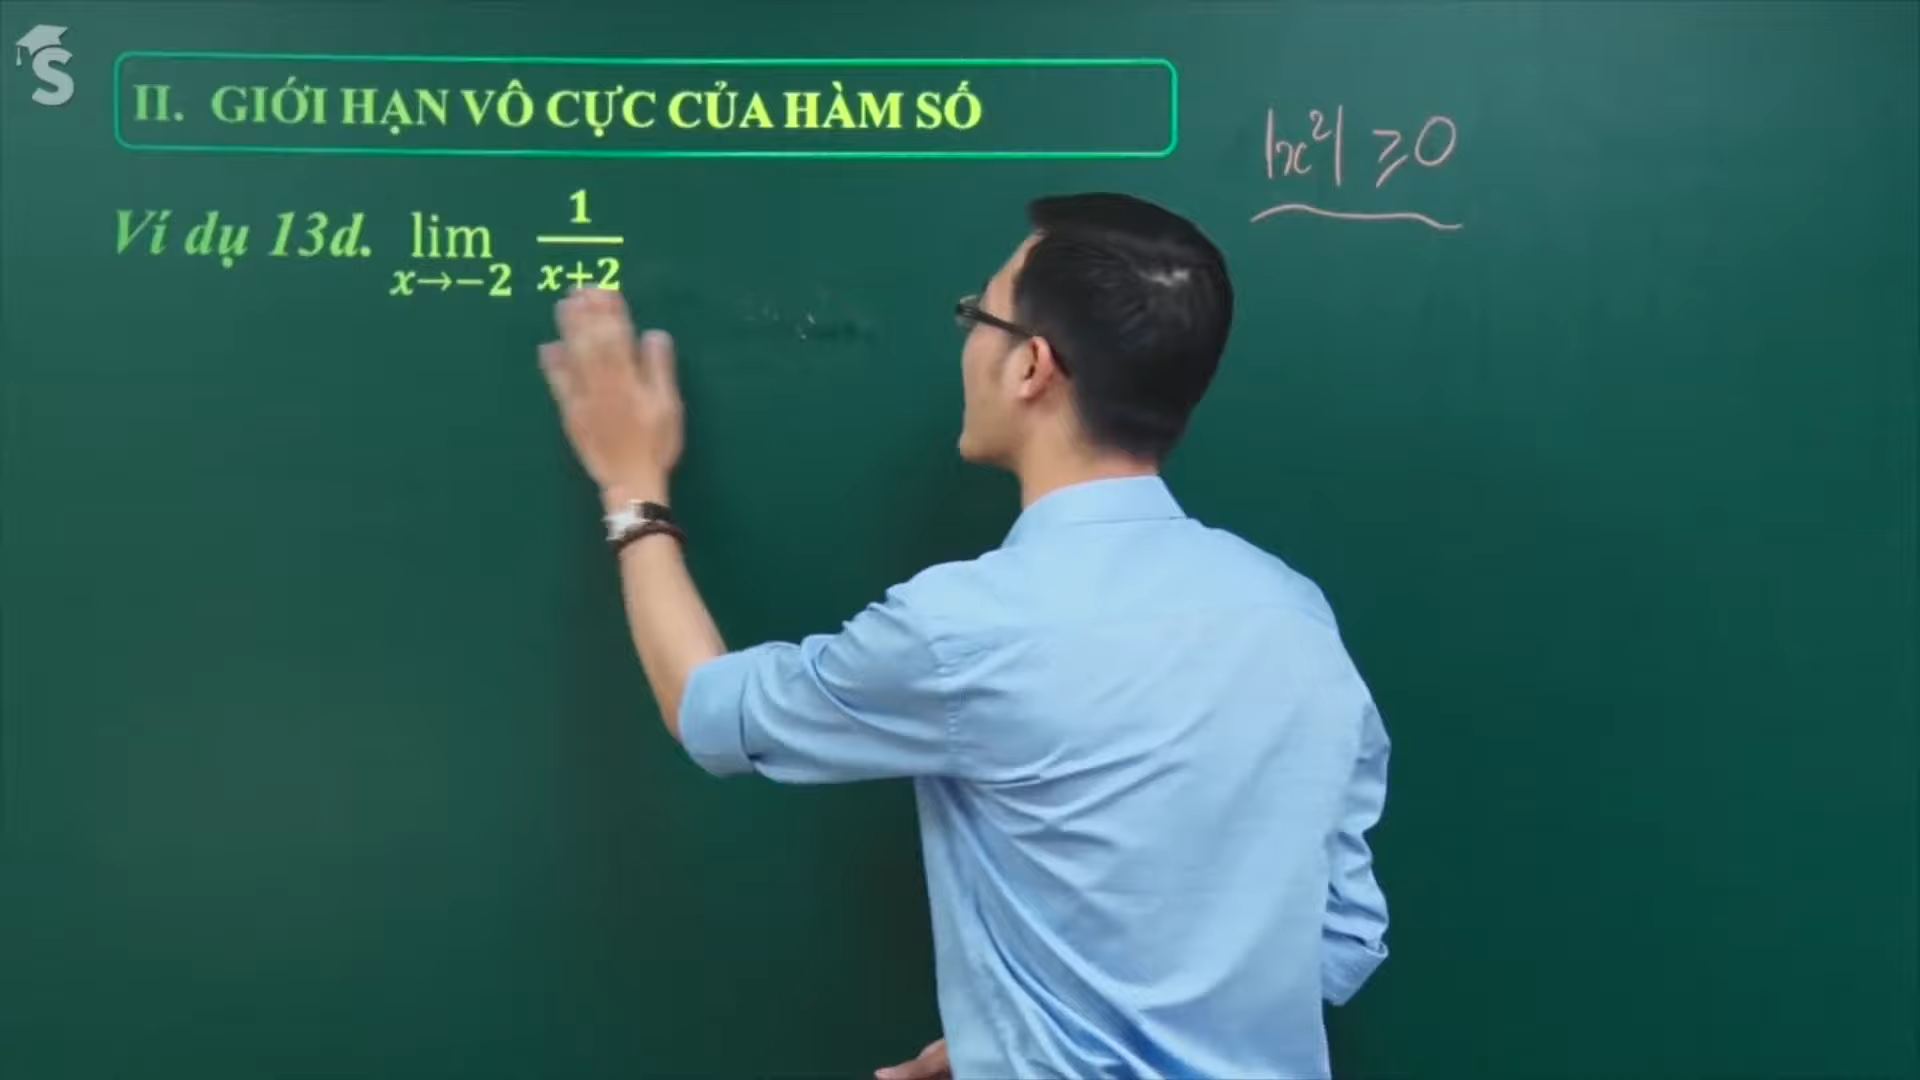 S
II. GIỚI HẠN VÔ CỰC CỦA HÀM SỐ
|x²| ≥ 0
Ví dụ 13d. lim x→−2 1/x+2